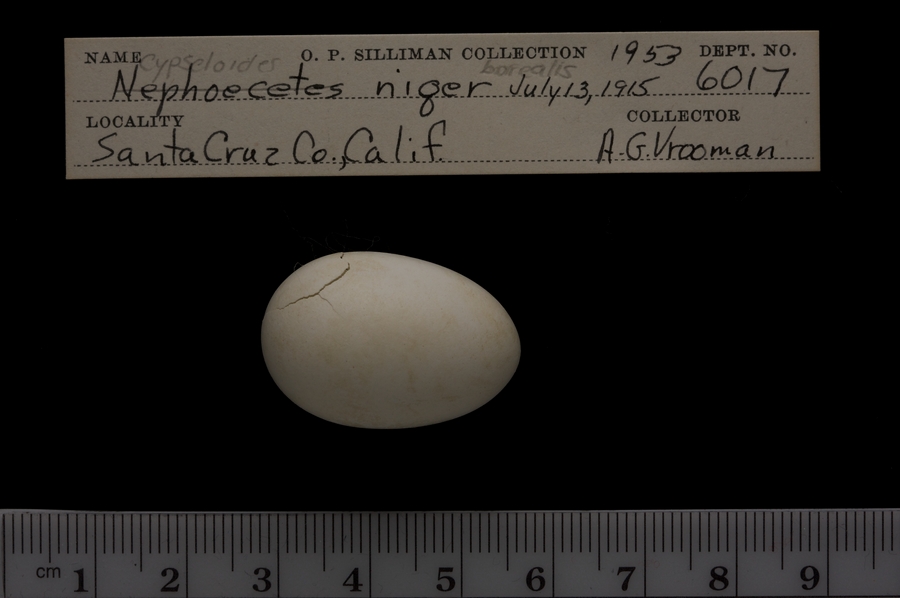 NAME Cypseloides O. P. SILLIMAN COLLECTION 1953 DEPT. NO.
Nephoecetes niger borealis July 13, 1915 6017
LOCALITY COLLECTOR
Santa Cruz Co., Calif. A.G. Vrooman
cm 1 2 3 4 5 6 7 8 9